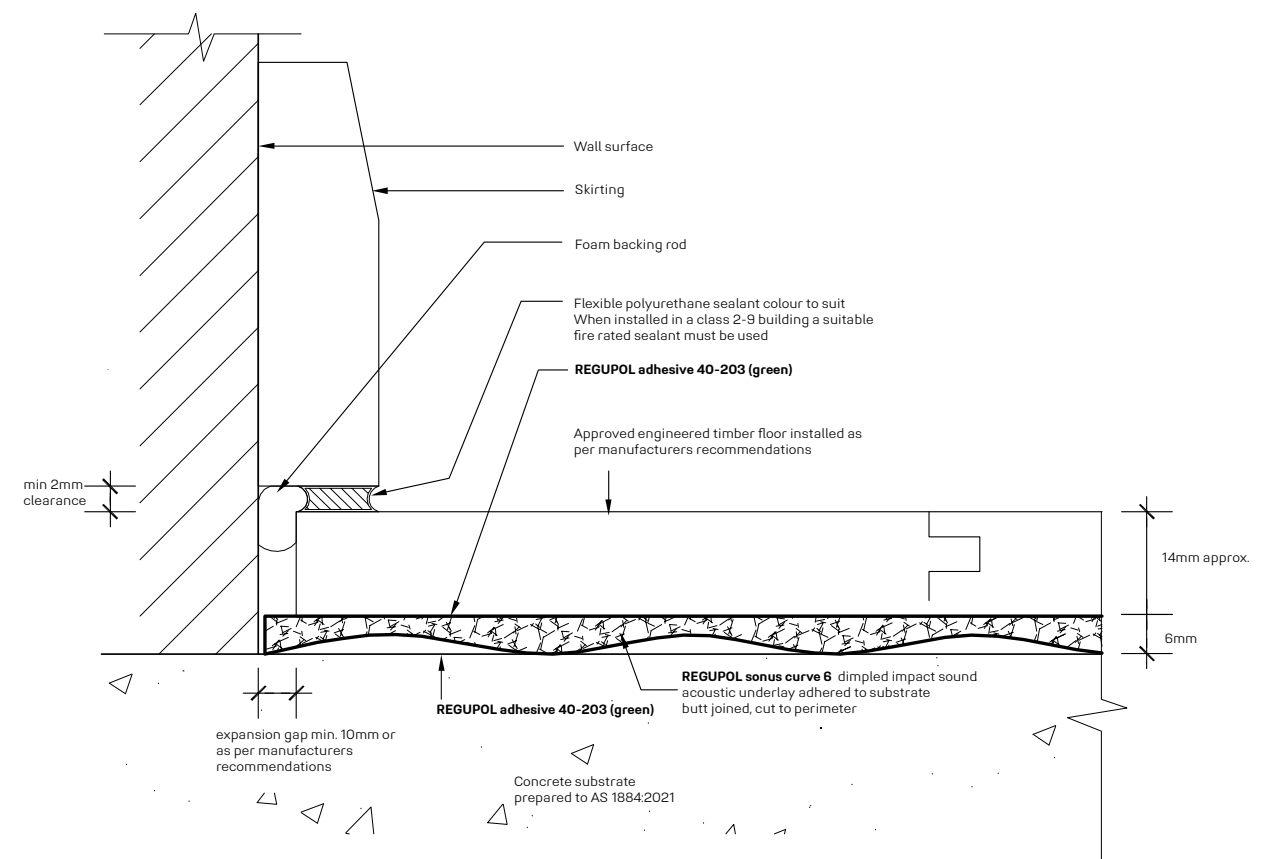 Wall surface
Skirting
Foam backing rod
Flexible polyurethane sealant colour to suit
When installed in a class 2-9 building a suitable
fire rated sealant must be used
REGUPOL adhesive 40-203 (green)
Approved engineered timber floor installed as
per manufacturers recommendations
min 2mm
clearance
14mm approx.
6mm
REGUPOL sonus curve 6 dimpled impact sound
acoustic underlay adhered to substrate
butt joined, cut to perimeter
REGUPOL adhesive 40-203 (green)
expansion gap min. 10mm or
as per manufacturers
recommendations
Concrete substrate
prepared to AS 1884:2021